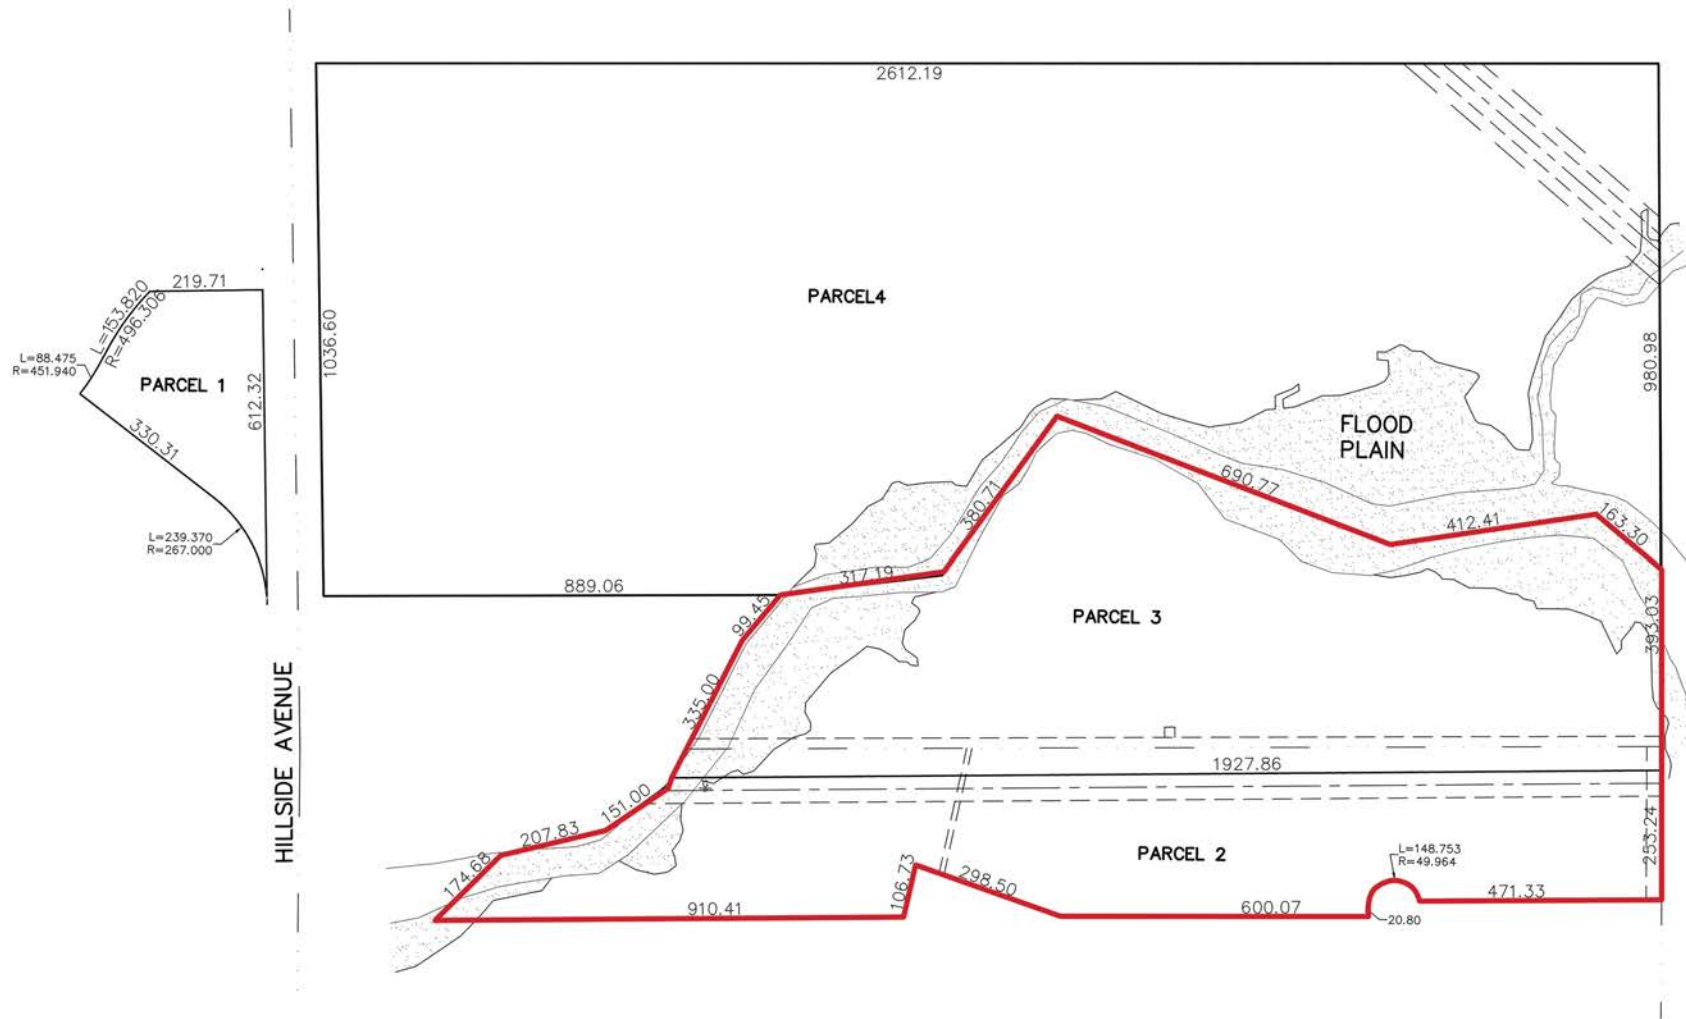 2612.19
219.71
L=153.820
R=496.306
L=88.475
R=451.940
PARCEL 1
612.32
330.31
L=239.370
R=267.000
1036.60
PARCEL4
980.98
FLOOD
PLAIN
690.77
412.41
163.30
380.71
317.19
889.06
99.45
PARCEL 3
393.03
335.00
HILLSIDE AVENUE
1927.86
151.00
207.83
174.68
253.24
PARCEL 2
L=148.753
R=49.964
106.73
298.50
910.41
600.07
20.80
471.33